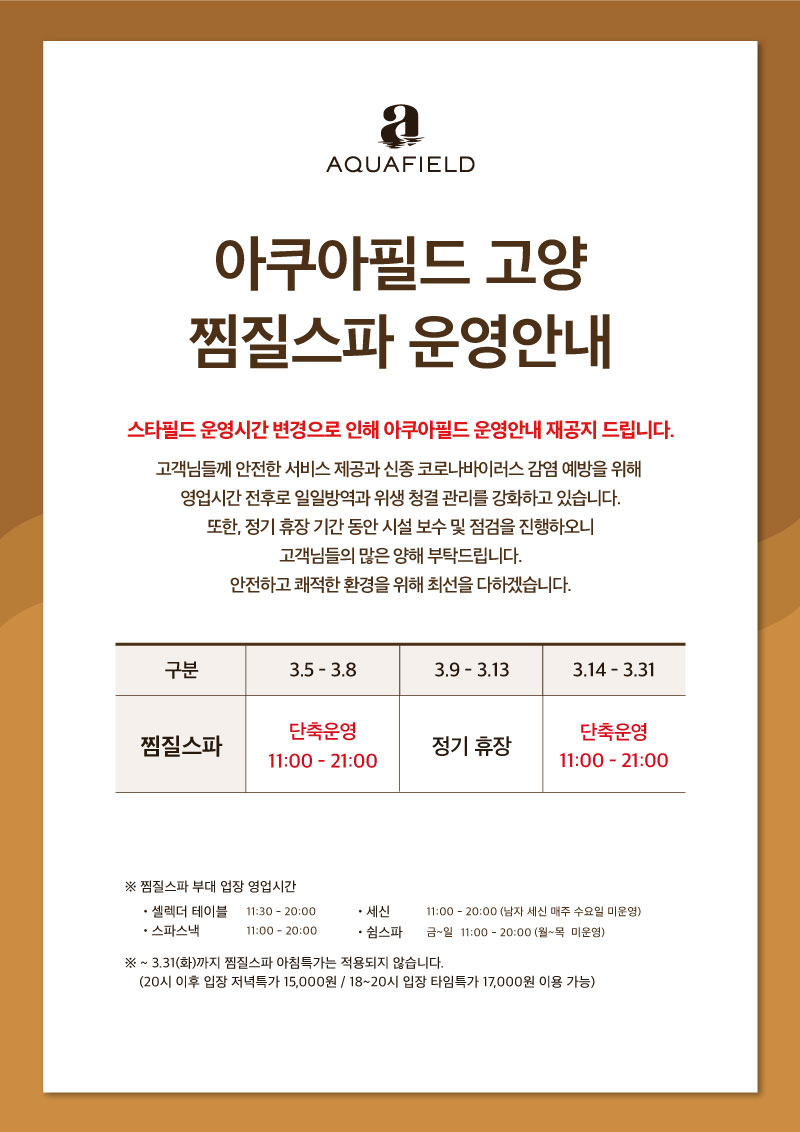 a
AQUAFIELD
아쿠아필드 고양
찜질스파 운영안내
스타필드 운영시간 변경으로 인해 아쿠아필드 운영안내 재공지 드립니다.
고객님들께 안전한 서비스 제공과 신종 코로나바이러스 감염 예방을 위해
영업시간 전후로 일일방역과 위생 청결 관리를 강화하고 있습니다.
또한, 정기 휴장 기간 동안 시설 보수 및 점검을 진행하오니
고객님들의 많은 양해 부탁드립니다.
안전하고 쾌적한 환경을 위해 최선을 다하겠습니다.
구분 3.5 - 3.8 3.9 - 3.13 3.14 - 3.31
찜질스파 단축운영 11:00 - 21:00 정기 휴장 단축운영 11:00 - 21:00
※ 찜질스파 부대 입장 영업시간
• 셀렉더 테이블 11:30 - 20:00 • 세신 11:00 - 20:00 (남자 세신 매주 수요일 미운영)
• 스파스낵 11:00 - 20:00 • 쉼스파 금~일 11:00 - 20:00 (월~목 미운영)
※ ~ 3.31(화)까지 찜질스파 아침특가는 적용되지 않습니다.
(20시 이후 입장 저녁특가 15,000원 / 18~20시 입장 타임특가 17,000원 이용 가능)